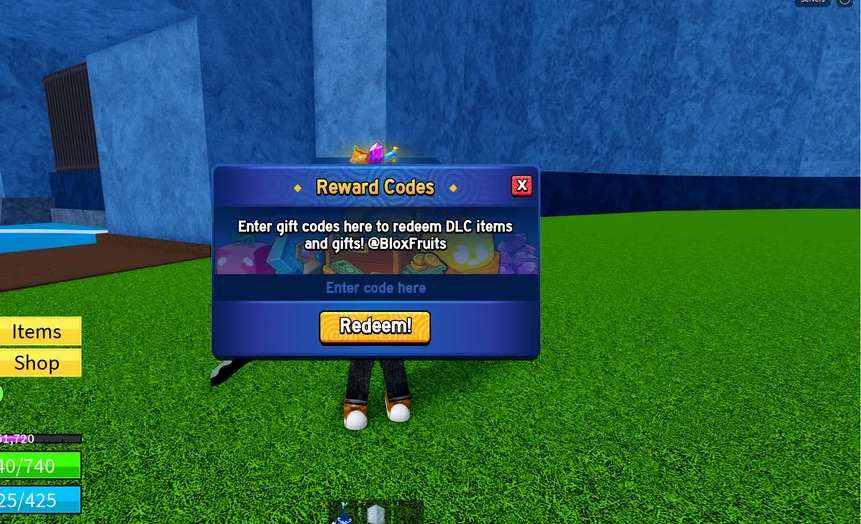 servers
Reward Codes
X
Enter gift codes here to redeem DLC items
and gifts! @BloxFruits
Enter code here
Redeem!
Items
Shop
1,720
40/740
25/425